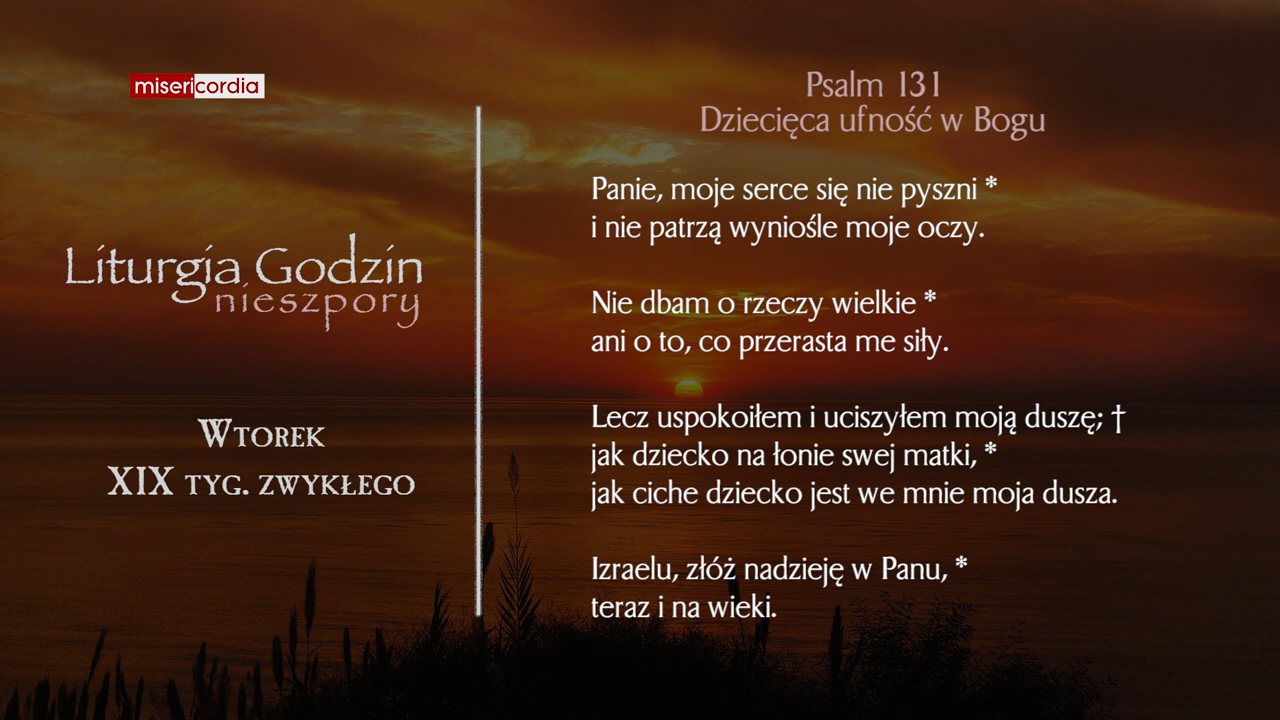 misericordia
Liturgia Godzin
nieszpory
Wtorek
XIX tyg. zwykłego
Psalm 131
Dziecięca ufność w Bogu
Panie, moje serce się nie pyszni *
i nie patrzą wyniośle moje oczy.
Nie dbam o rzeczy wielkie *
ani o to, co przerasta me siły.
Lecz uspokoiłem i uciszyłem moją duszę; †
jak dziecko na łonie swej matki, *
jak ciche dziecko jest we mnie moja dusza.
Izraelu, złóż nadzieję w Panu, *
teraz i na wieki.